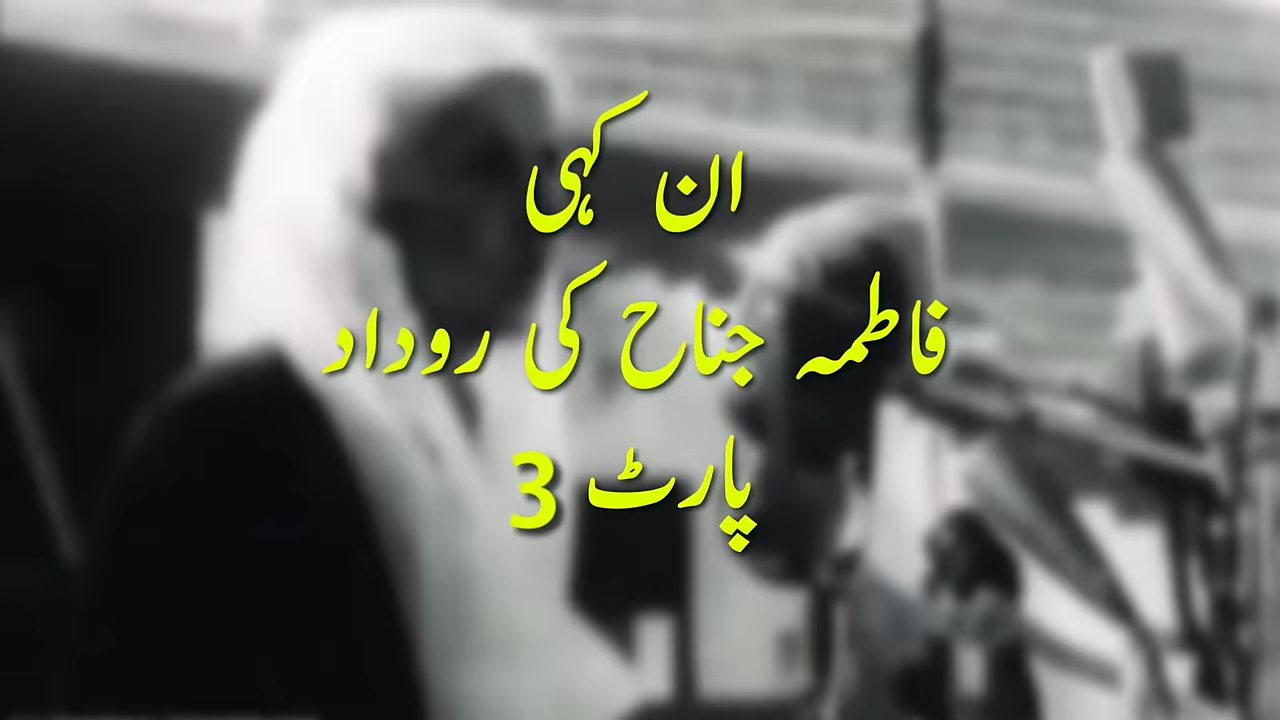 ان کہی
فاطمہ جناح کی روداد
پارٹ 3